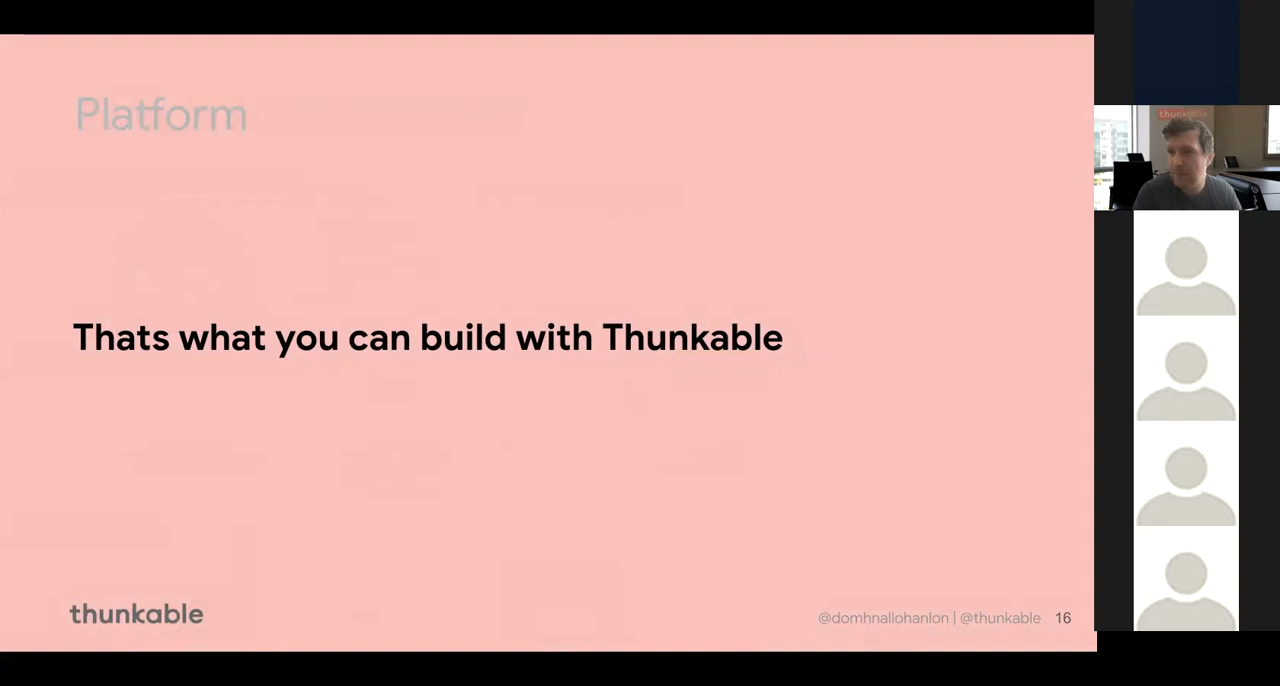 Platform
Thats what you can build with Thunkable
thunkable
@domhnallohanlon | @thunkable 16
thunkable